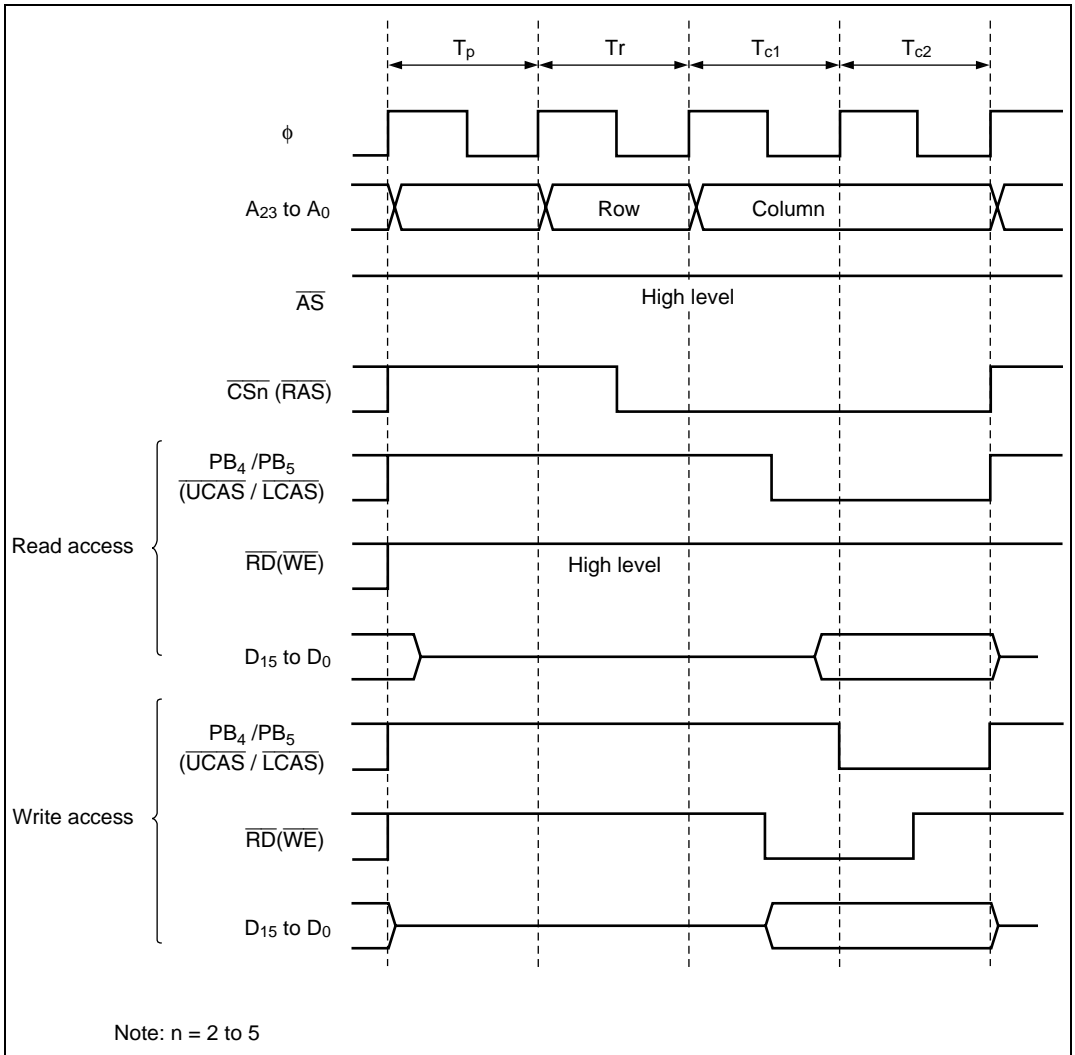 Tp Tr Tc1 Tc2
φ
A23 to A0 Row Column
AS High level
CSn (RAS)
PB4 /PB5
(UCAS / LCAS)
Read access
RD(WE) High level
D15 to D0
PB4 /PB5
(UCAS / LCAS)
Write access
RD(WE)
D15 to D0
Note: n = 2 to 5